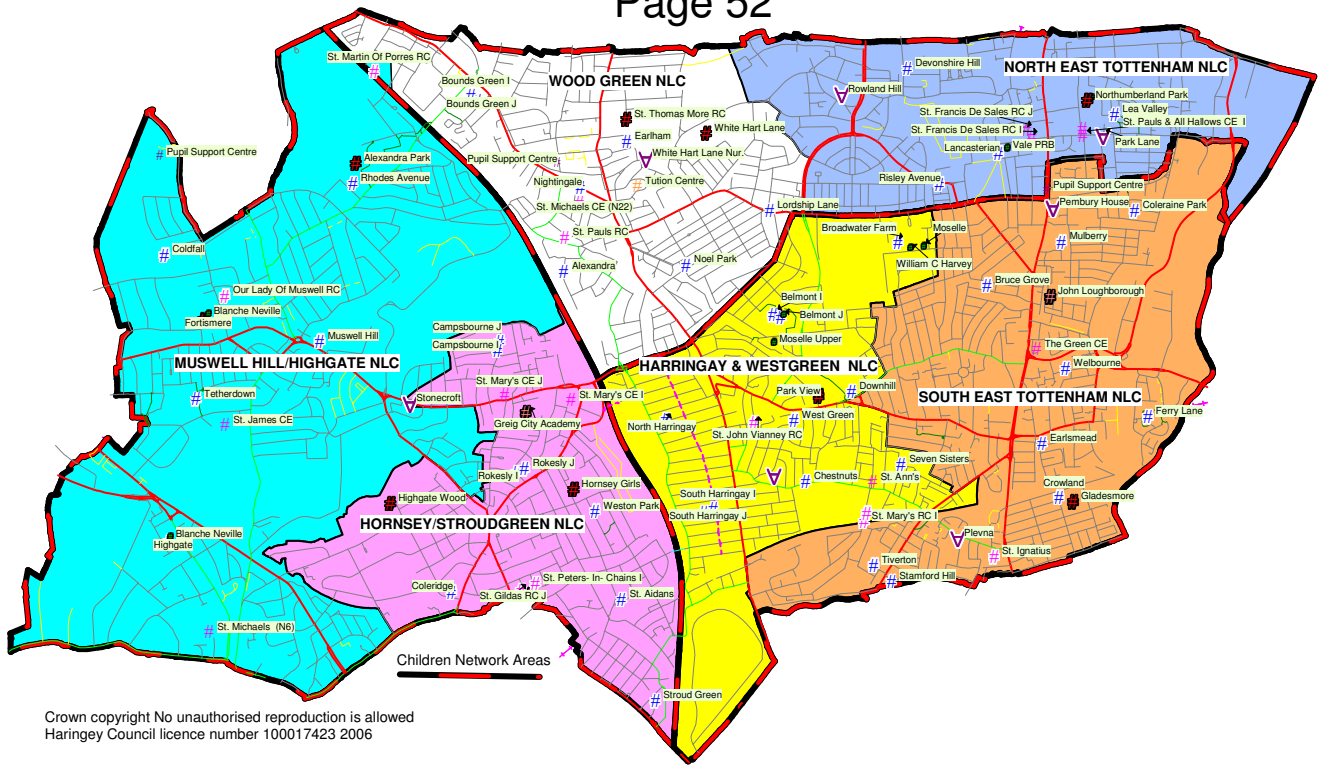 Page 52
St. Martin Of Porres RC
Bounds Green I
Bounds Green J
WOOD GREEN NLC
Devonshire Hill
NORTH EAST TOTTENHAM NLC
Rowland Hill
Northumberland Park
Lea Valley
St. Francis De Sales RC J
St. Francis De Sales RC I
St. Pauls & All Hallows CE I
Park Lane
Lancasterian
Vale PRB
St. Thomas More RC
White Hart Lane
Earlham
White Hart Lane Nur.
Pupil Support Centre
Pupil Support Centre
Alexandra Park
Rhodes Avenue
Nightingale
Tution Centre
Risley Avenue
Pupil Support Centre
Pembury House
Coleraine Park
St. Michaels CE (N22)
Lordship Lane
St. Pauls RC
Broadwater Farm
Moselle
Mulberry
William C Harvey
Coldfall
Alexandra
Noel Park
Our Lady Of Muswell RC
Blanche Neville
Fortismere
Bruce Grove
John Loughborough
Belmont I
Belmont J
Moselle Upper
Muswell Hill
Campsbourne J
Campsbourne I
The Green CE
MUSWELL HILL/HIGHGATE NLC
HARRINGAY & WESTGREEN NLC
Welbourne
Tetherdown
St. Mary's CE J
St. Mary's CE I
Stonecroft
Park View
Downhill
SOUTH EAST TOTTENHAM NLC
St. James CE
Greig City Academy
North Harringay
West Green
Ferry Lane
St. John Vianney RC
Earlsmead
Rokesly J
Rokesly I
Seven Sisters
Chestnuts
St. Ann's
Hornsey Girls
Highgate Wood
South Harringay I
South Harringay J
Crowland
Gladesmore
Weston Park
HORNSEY/STROUDGREEN NLC
St. Mary's RC I
Blanche Neville
Highgate
Plevna
St. Ignatius
Tiverton
Stamford Hill
Coleridge
St. Peters- In- Chains I
St. Gildas RC J
St. Aidans
St. Michaels (N6)
Children Network Areas
Stroud Green
Crown copyright No unauthorised reproduction is allowed
Haringey Council licence number 100017423 2006